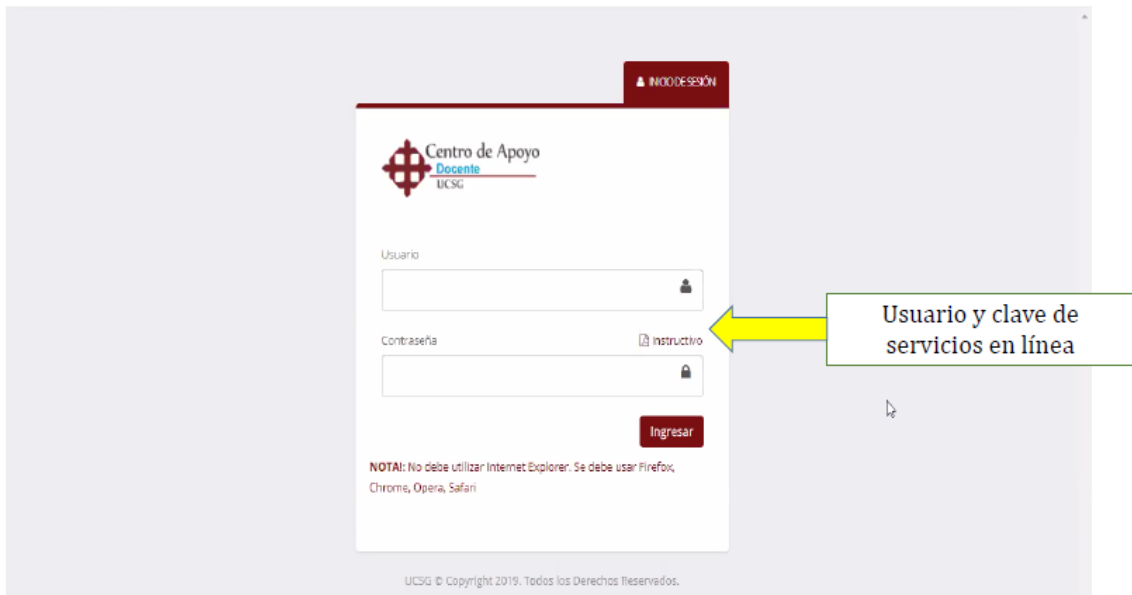 INICIO DE SESIÓN
Centro de Apoyo
Docente
UCSG
Usuario
Usuario y clave de
servicios en línea
Contraseña
Instructivo
Ingresar
NOTA!: No debe utilizar Internet Explorer. Se debe usar Firefox,
Chrome, Opera, Safari
UCSG © Copyright 2019. Todos los Derechos Reservados.